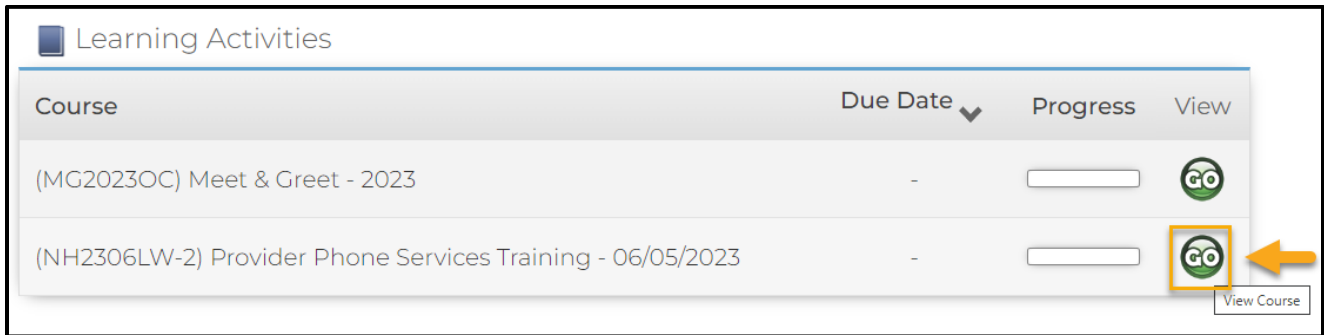 Learning Activities
Course Due Date Progress View
(MG2023OC) Meet & Greet - 2023 - GO
(NH2306LW-2) Provider Phone Services Training - 06/05/2023 - GO
View Course